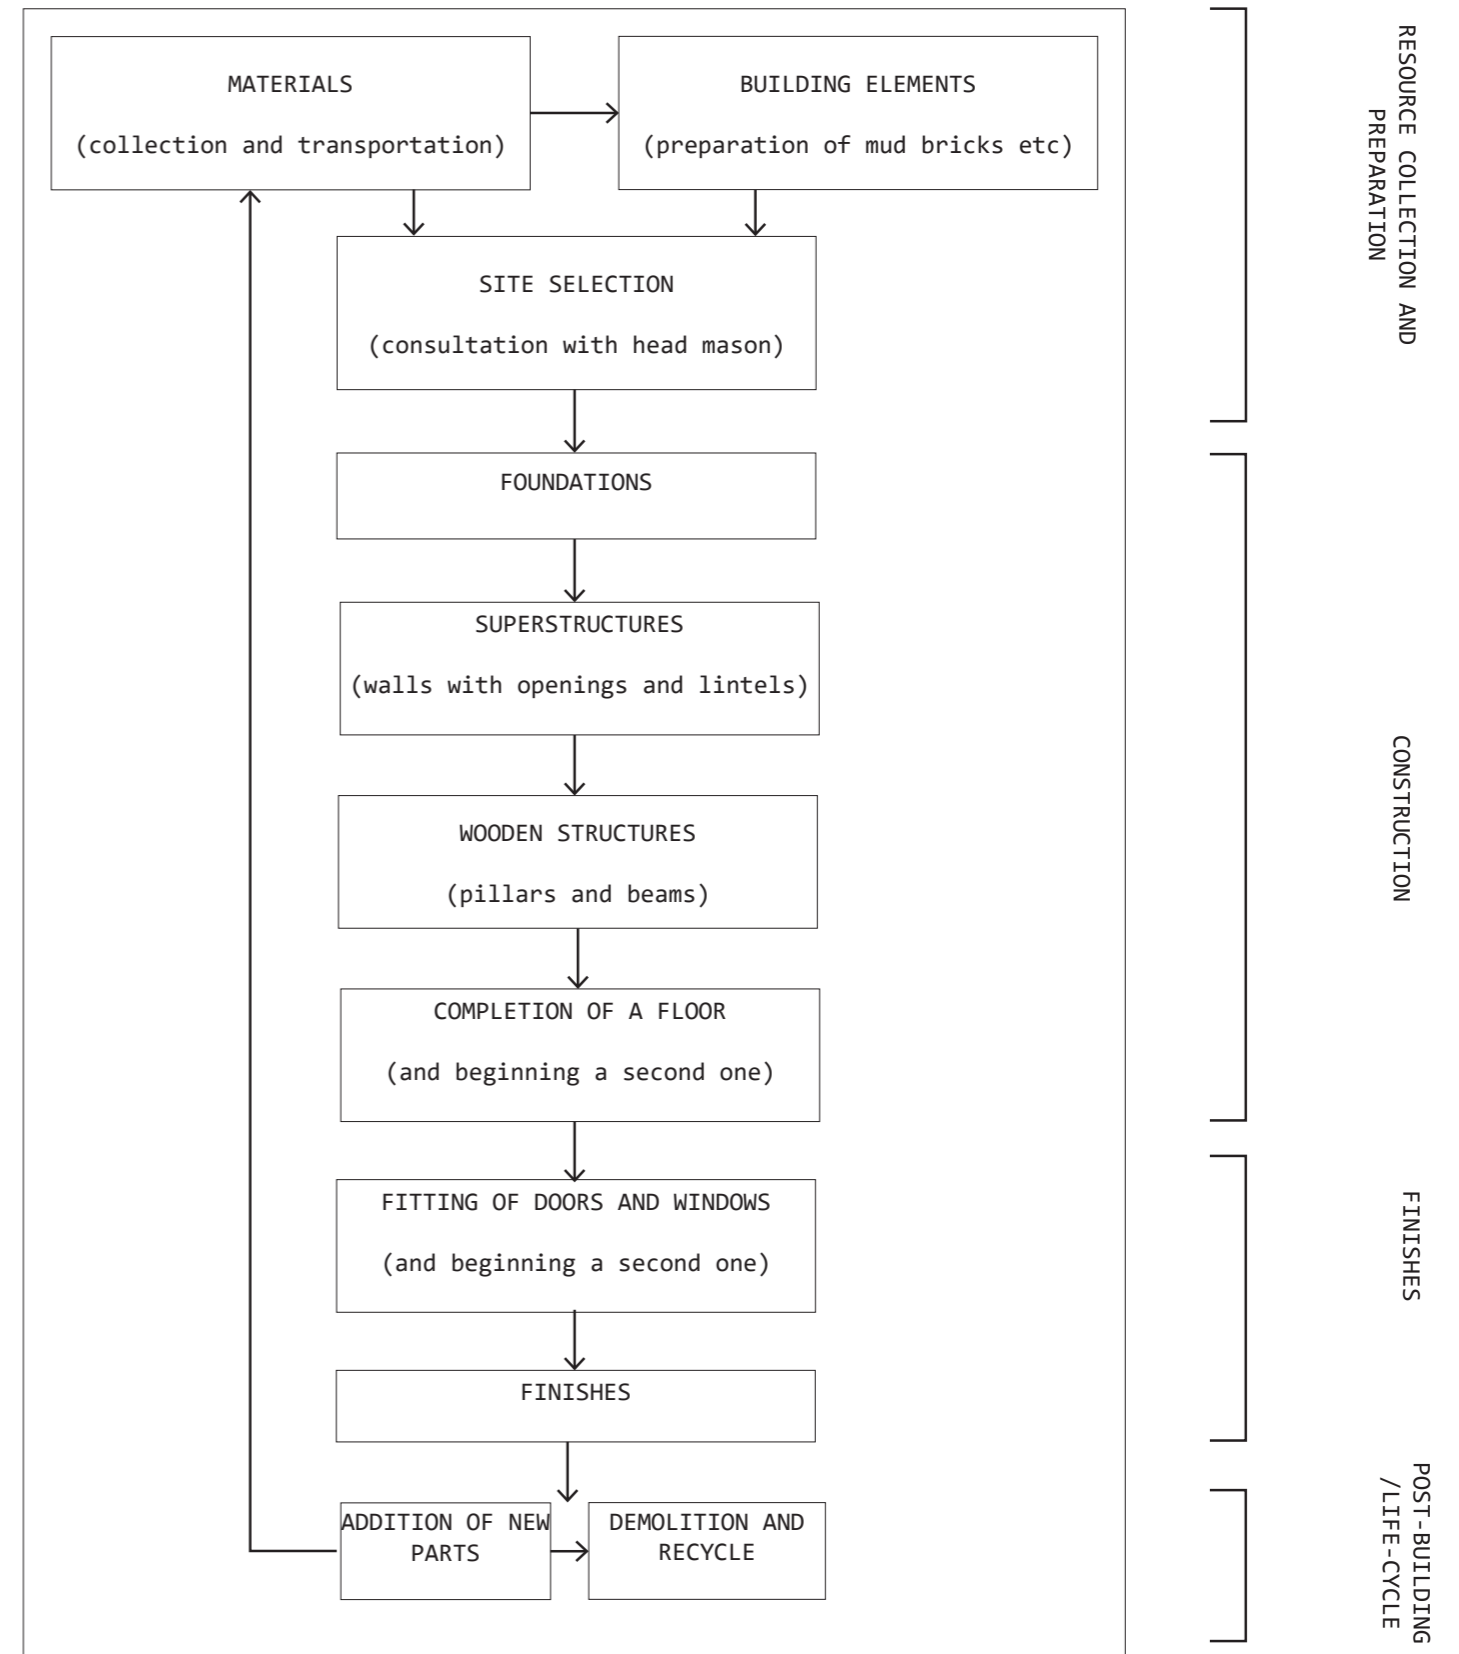 MATERIALS
(collection and transportation)
BUILDING ELEMENTS
(preparation of mud bricks etc)
SITE SELECTION
(consultation with head mason)
FOUNDATIONS
SUPERSTRUCTURES
(walls with openings and lintels)
WOODEN STRUCTURES
(pillars and beams)
COMPLETION OF A FLOOR
(and beginning a second one)
FITTING OF DOORS AND WINDOWS
(and beginning a second one)
FINISHES
ADDITION OF NEW
PARTS
DEMOLITION AND
RECYCLE
RESOURCE COLLECTION AND
PREPARATION
CONSTRUCTION
FINISHES
POST-BUILDING
/LIFE-CYCLE